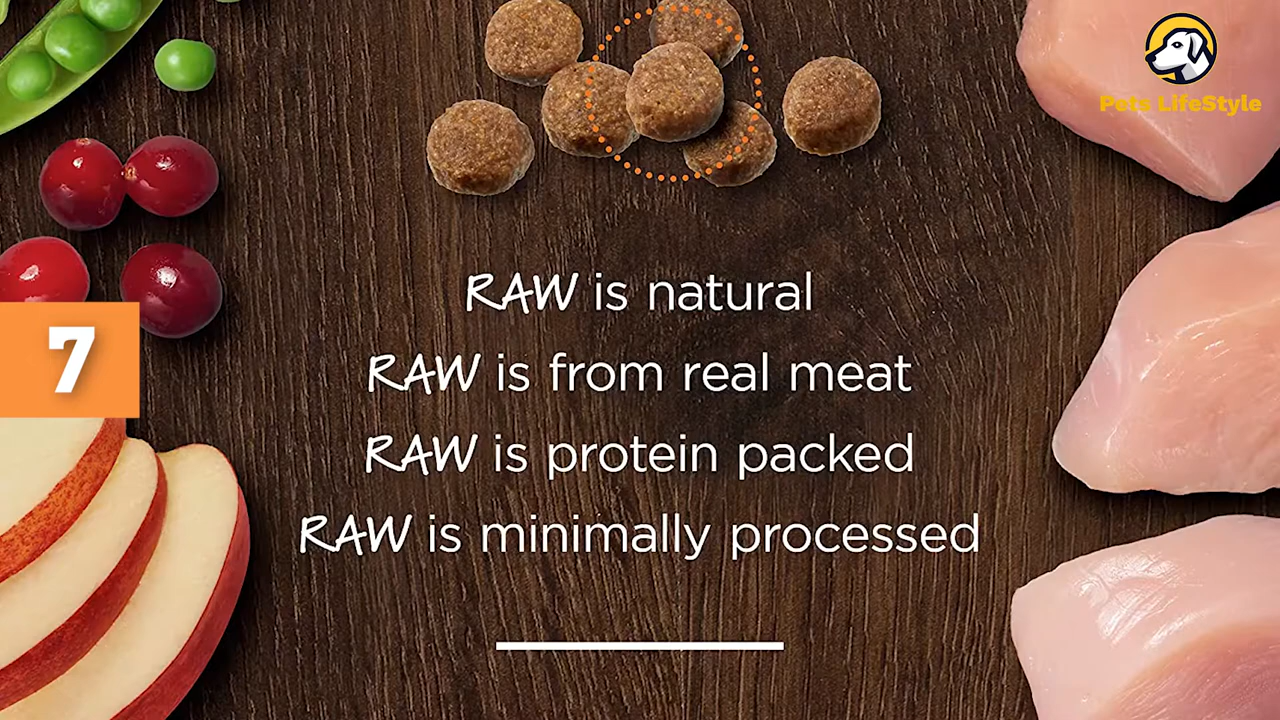 Pets LifeStyle
RAW is natural
7
RAW is from real meat
RAW is protein packed
RAW is minimally processed